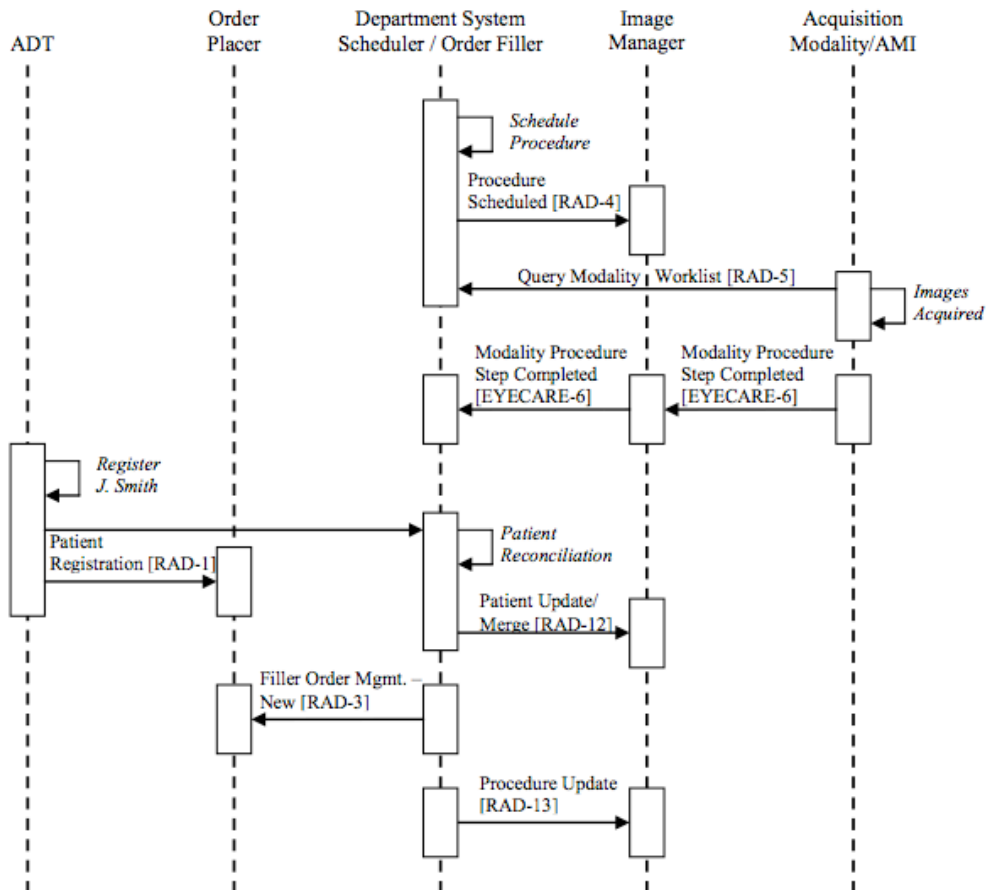 ADT
Order
Placer
Department System
Scheduler / Order Filler
Image
Manager
Acquisition
Modality/AMI
Schedule
Procedure
Procedure
Scheduled [RAD-4]
Query Modality Worklist [RAD-5]
Images
Acquired
Modality Procedure
Step Completed
[EYECARE-6]
Modality Procedure
Step Completed
[EYECARE-6]
Register
J. Smith
Patient
Registration [RAD-1]
Patient
Reconciliation
Patient Update/
Merge [RAD-12]
Filler Order Mgmt. –
New [RAD-3]
Procedure Update
[RAD-13]